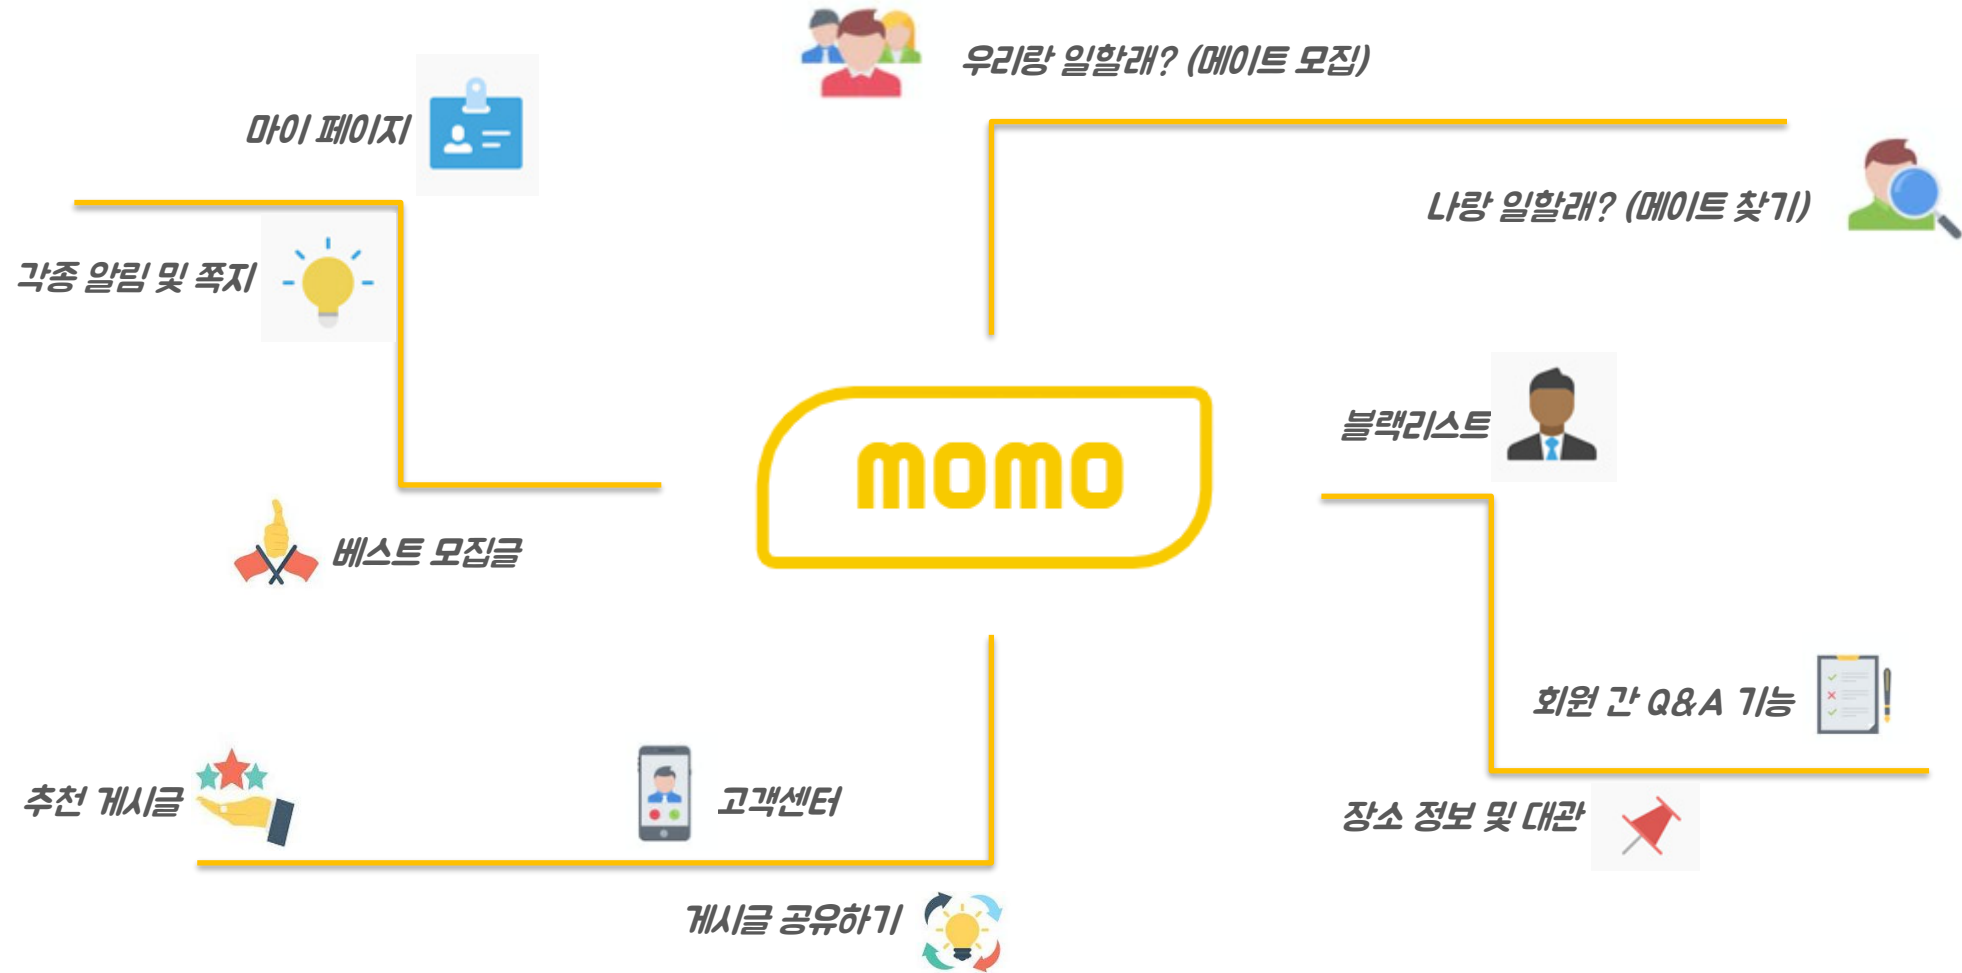 우리랑 일할래? (메이트 모집)
마이 페이지
나랑 일할래? (메이트 찾기)
각종 알림 및 쪽지
블랙리스트
momo
베스트 모집글
회원 간 Q&A 기능
추천 게시글
고객센터
장소 정보 및 대관
게시글 공유하기